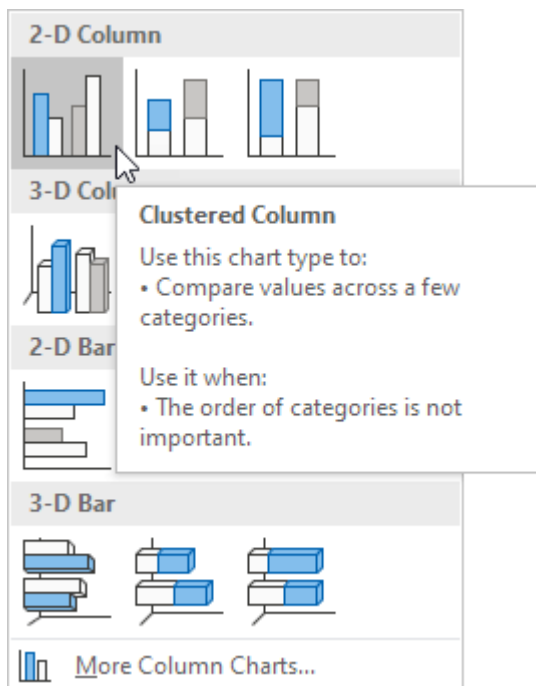 2-D Column
3-D Col
Clustered Column
Use this chart type to:
• Compare values across a few
categories.
Use it when:
• The order of categories is not
important.
2-D Bar
3-D Bar
More Column Charts...